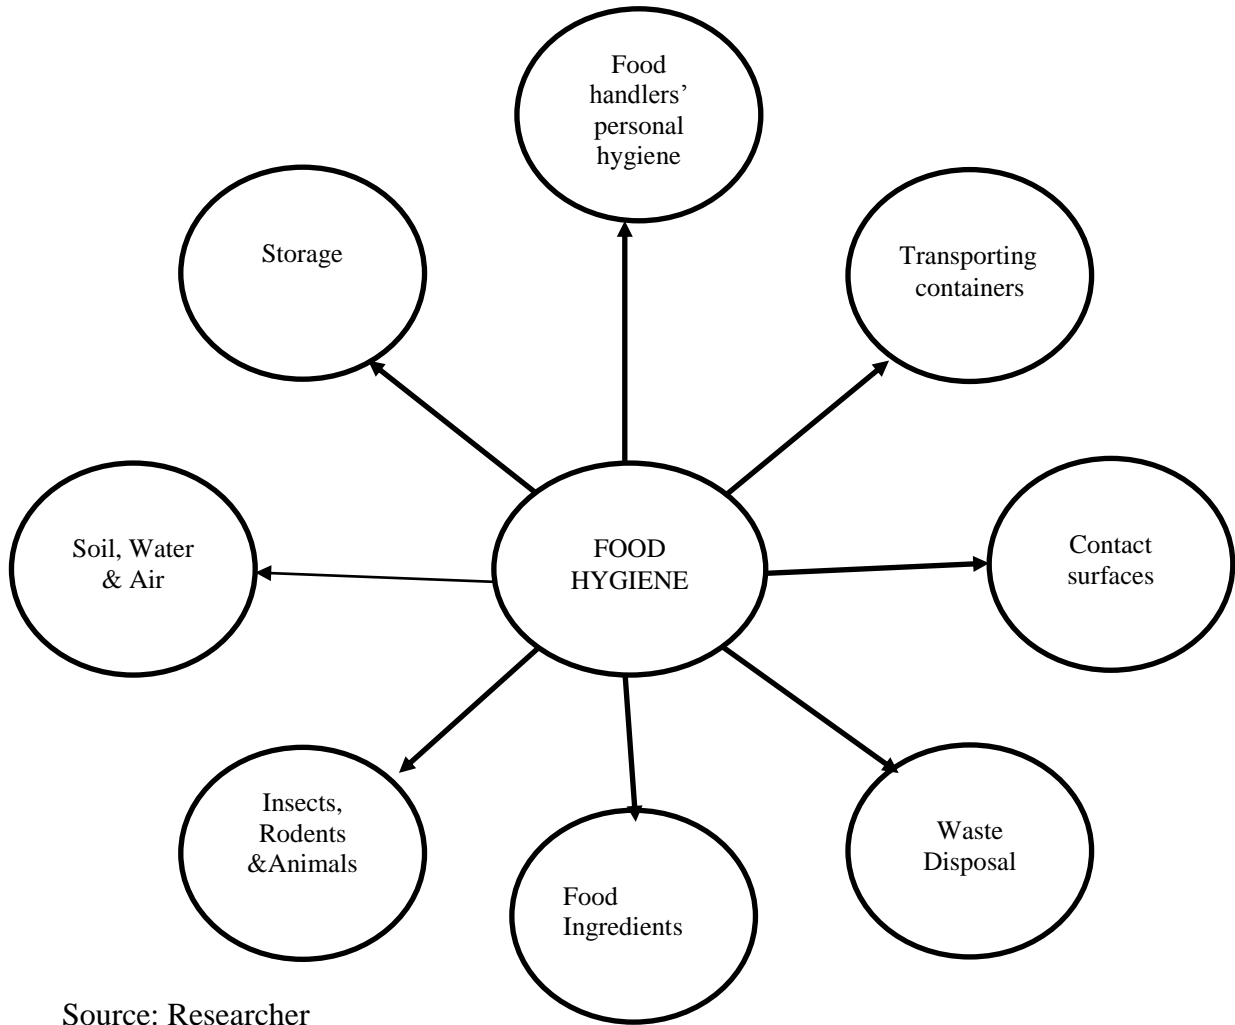 Food
handlers’
personal
hygiene
Storage
Transporting
containers
Soil, Water
& Air
FOOD
HYGIENE
Contact
surfaces
Insects,
Rodents
&Animals
Food
Ingredients
Waste
Disposal
Source: Researcher